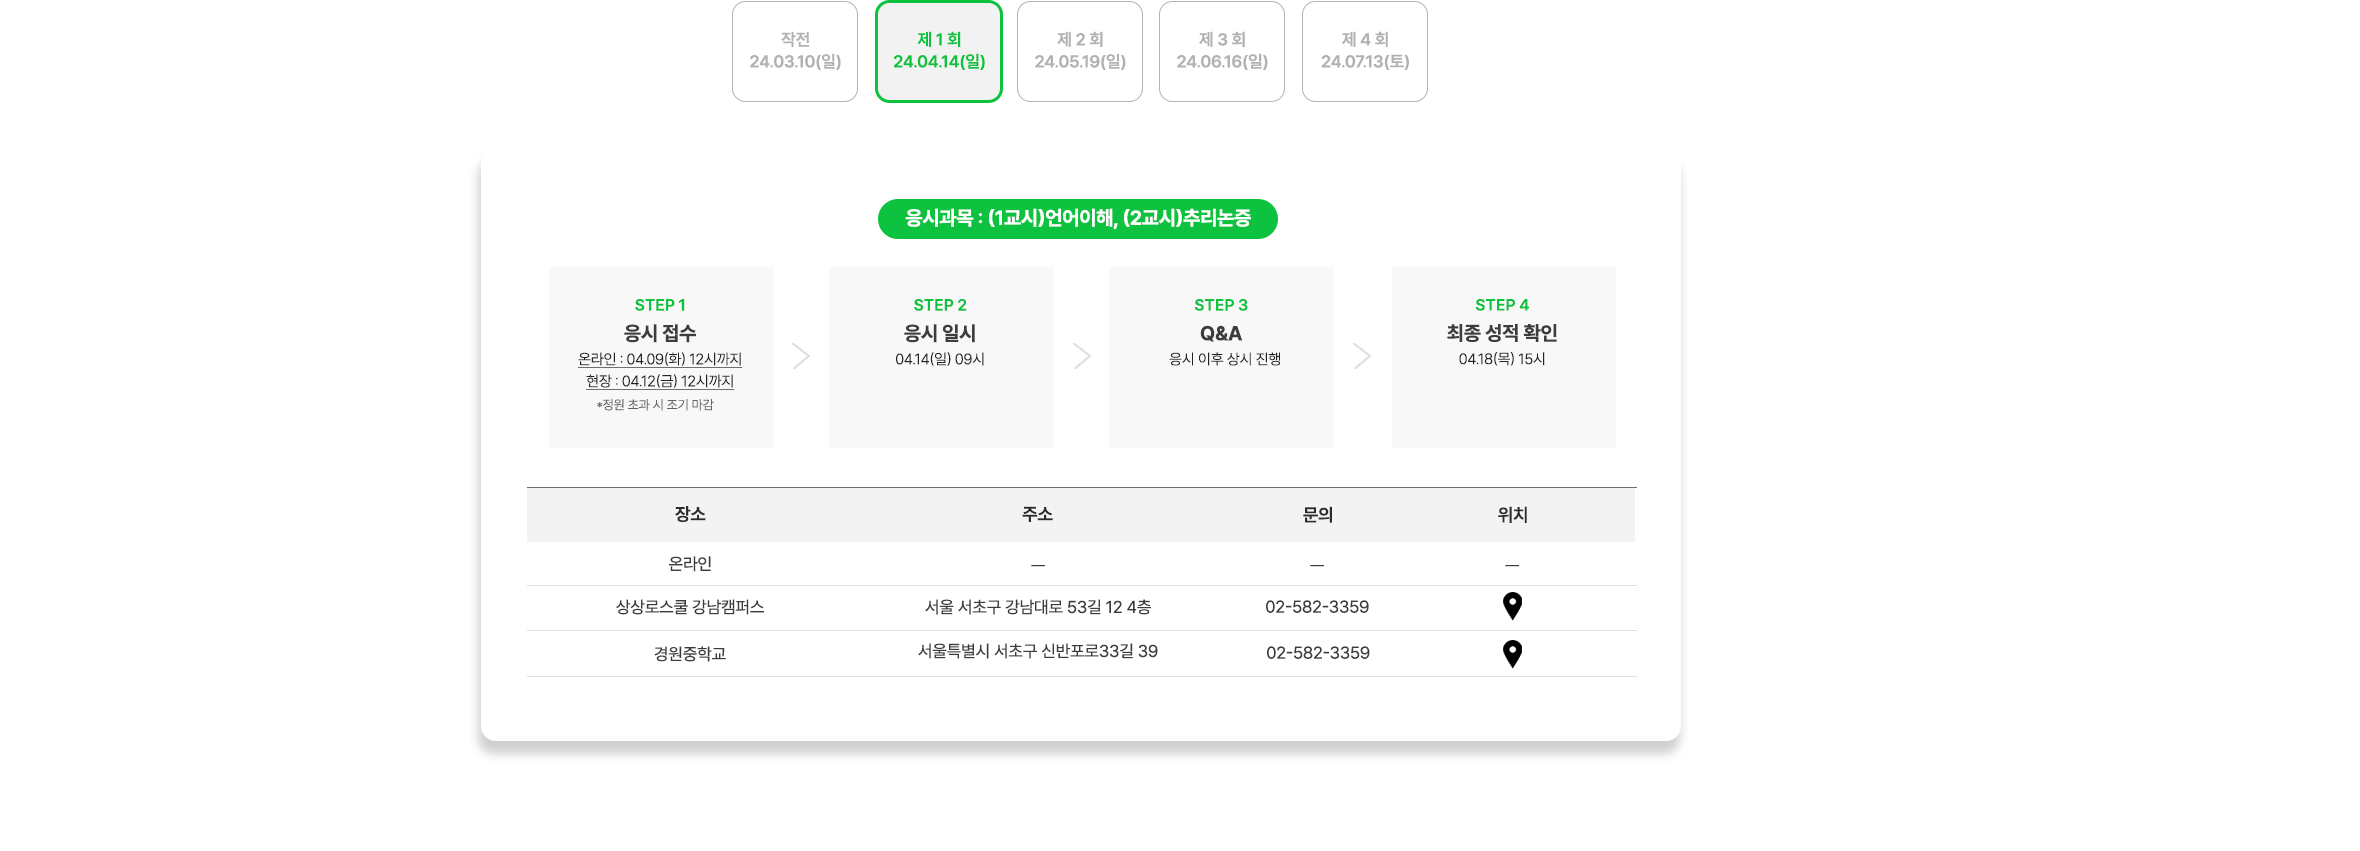 작전
24.03.10(일)
제 1 회
24.04.14(일)
제 2 회
24.05.19(일)
제 3 회
24.06.16(일)
제 4 회
24.07.13(토)
응시과목 : (1교시)언어이해, (2교시)추리논증
STEP 1
응시 접수
온라인 : 04.09(화) 12시까지
현장 : 04.12(금) 12시까지
*정원 초과 시 조기 마감
STEP 2
응시 일시
04.14(일) 09시
STEP 3
Q&A
응시 이후 상시 진행
STEP 4
최종 성적 확인
04.18(목) 15시
장소 주소 문의 위치
온라인 — — —
상상로스쿨 강남캠퍼스 서울 서초구 강남대로 53길 12 4층 02-582-3359
경원중학교 서울특별시 서초구 신반포로33길 39 02-582-3359